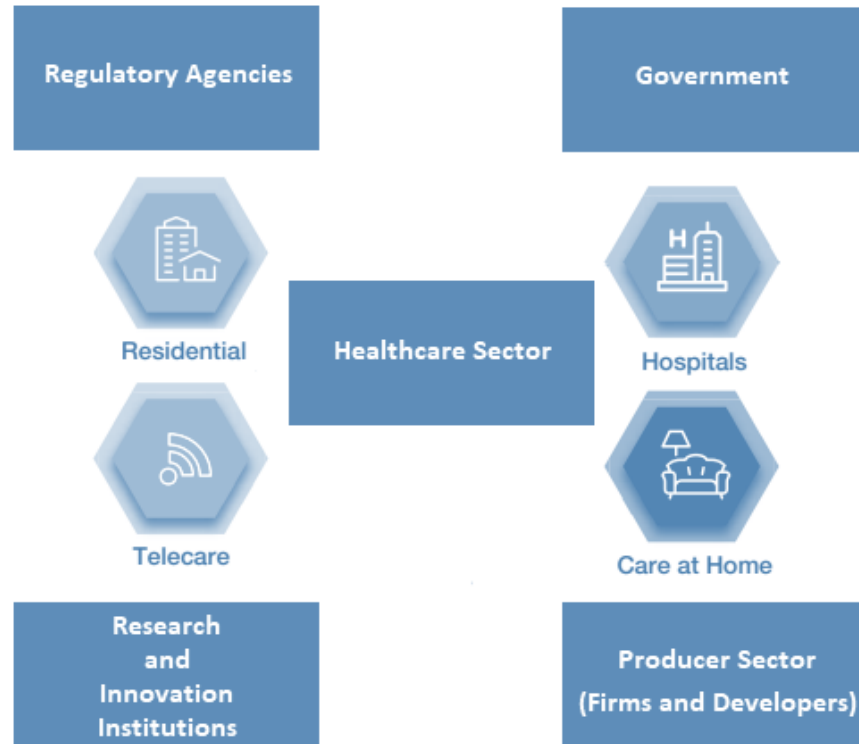 Regulatory Agencies
Government
H
Residential
Healthcare Sector
Hospitals
Telecare
Care at Home
Research
and
Innovation
Institutions
Producer Sector
(Firms and Developers)